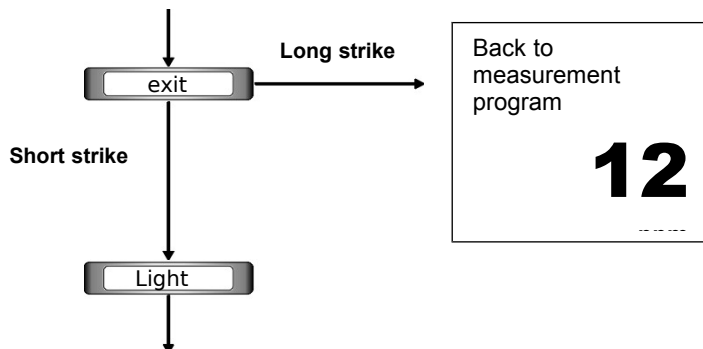 Long strike
Back to
measurement
program
exit
12
Short strike
Light